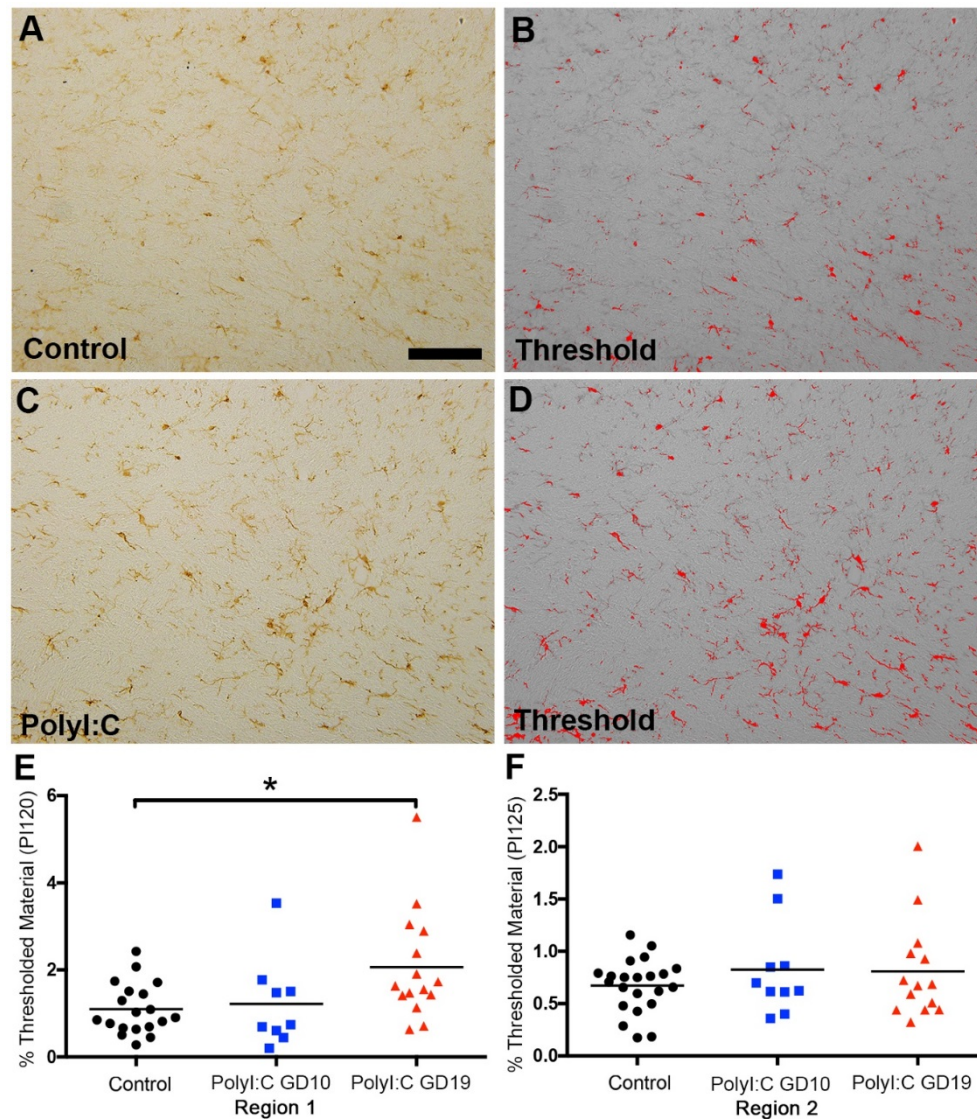 A
B
Control
Threshold
C
D
PolyI:C
Threshold
E
F
% Thresholded Material (PI120)
6
4
2
0
*
Control
PolyI:C GD10
PolyI:C GD19
Region 1
% Thresholded Material (PI125)
2.5
2.0
1.5
1.0
0.5
0.0
Control
PolyI:C GD10
PolyI:C GD19
Region 2